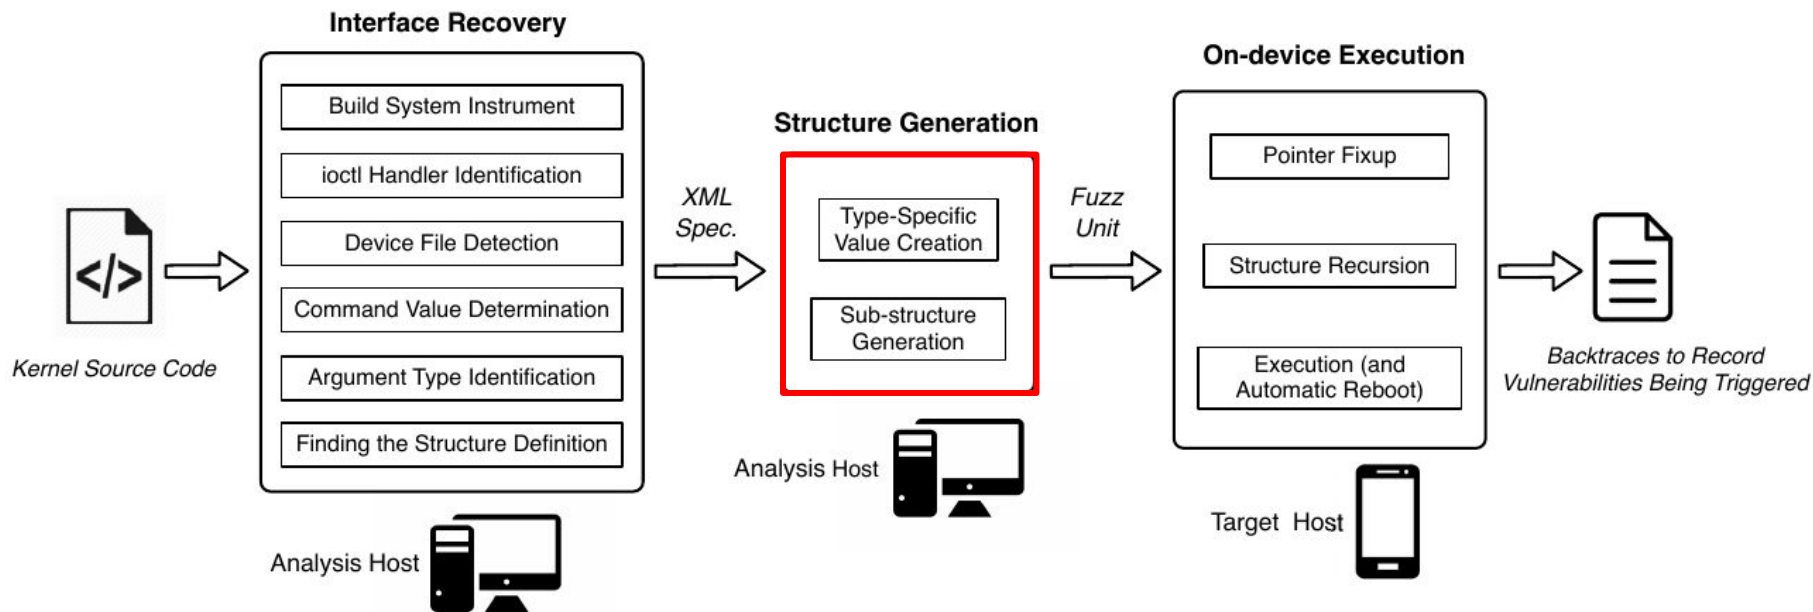 Interface Recovery
Build System Instrument
ioctl Handler Identification
Device File Detection
Command Value Determination
Argument Type Identification
Finding the Structure Definition
</>
Kernel Source Code
Analysis Host
XML
Spec.
Structure Generation
Type-Specific
Value Creation
Sub-structure
Generation
Analysis Host
Fuzz
Unit
On-device Execution
Pointer Fixup
Structure Recursion
Execution (and
Automatic Reboot)
Target Host
Backtraces to Record
Vulnerabilities Being Triggered